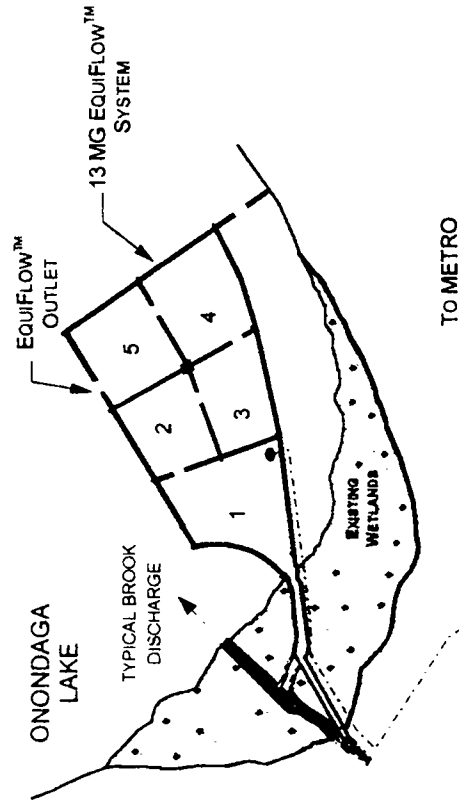 ONONDAGA
LAKE
TYPICAL BROOK
DISCHARGE
EQUIFLOW™
OUTLET
13 MG EQUIFLOW™
SYSTEM
1
2
3
4
5
EXISTING
WETLANDS
TO METRO